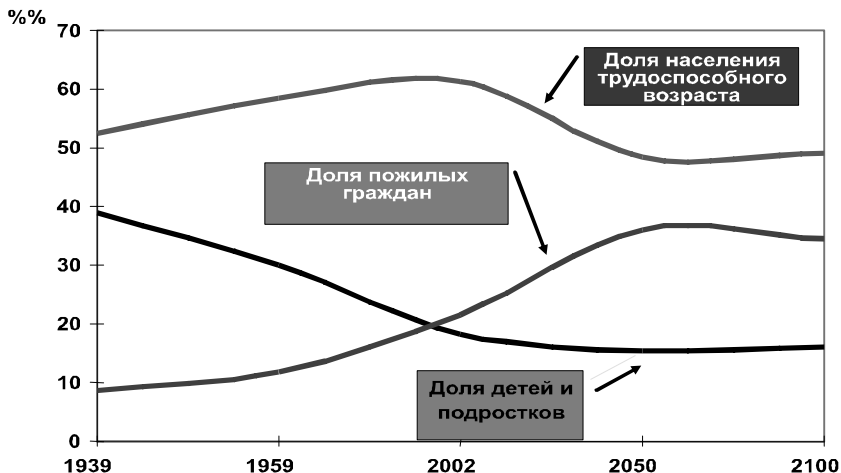 %%
70
Доля населения
трудоспособного
возраста
60
50
Доля пожилых
граждан
40
30
20
10
Доля детей и
подростков
0
1939 1959 2002 2050 2100